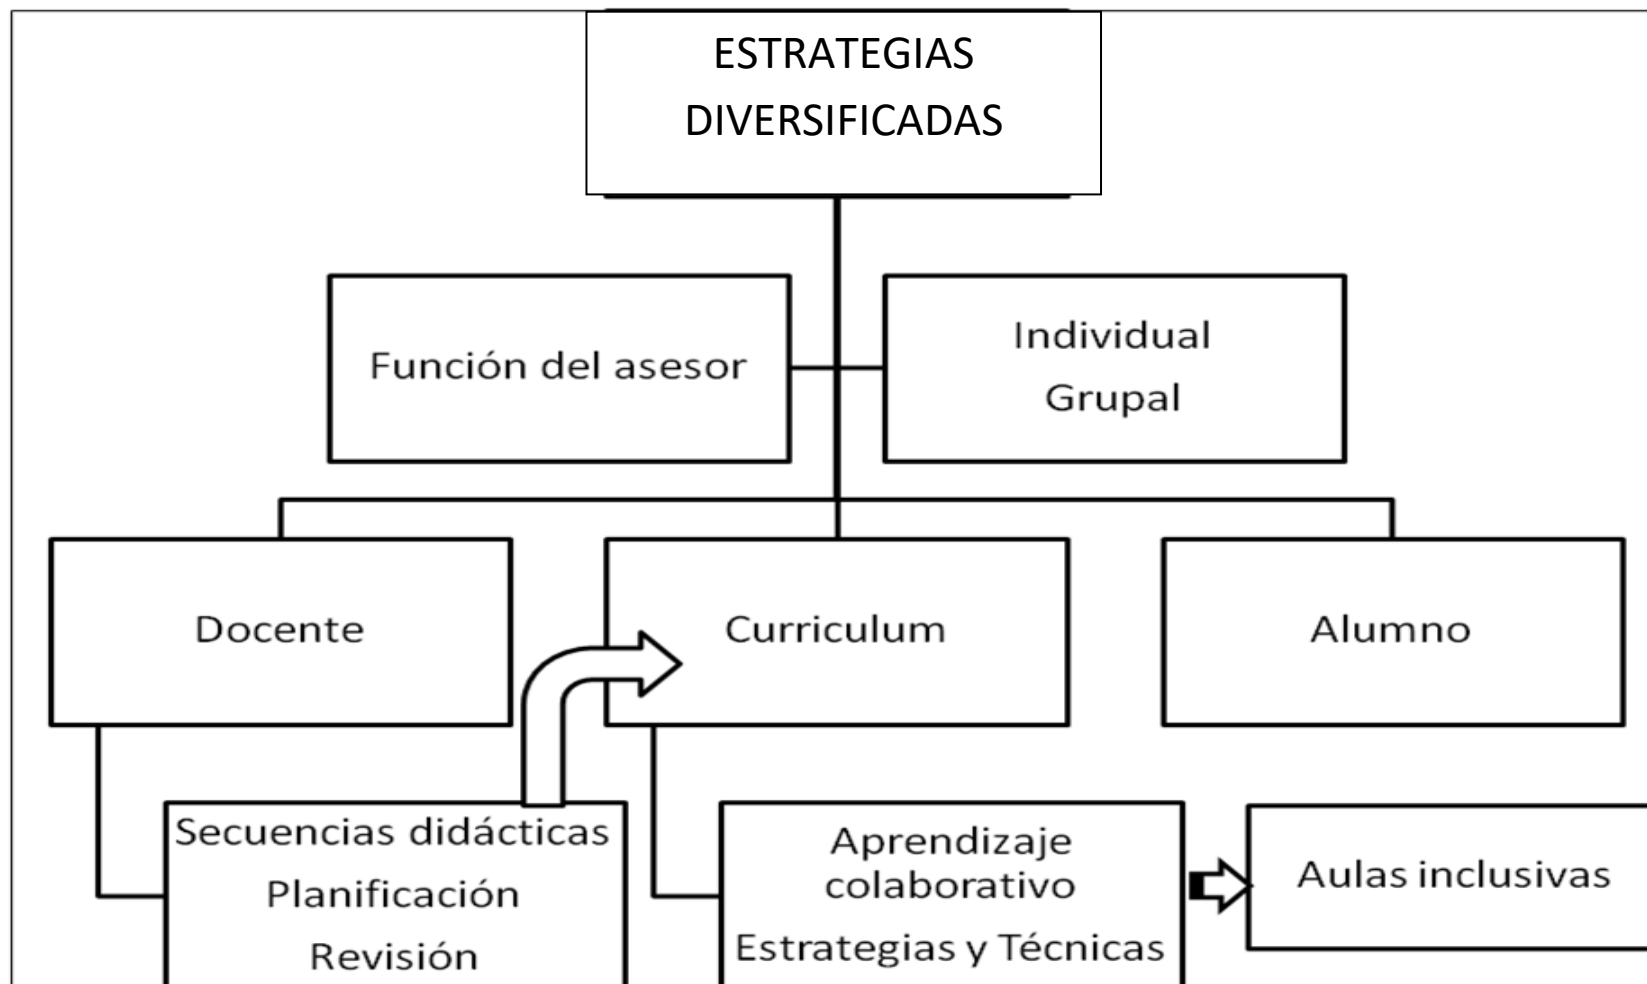 ESTRATEGIAS
DIVERSIFICADAS
Función del asesor
Individual
Grupal
Docente
Curriculum
Alumno
Secuencias didácticas
Planificación
Revisión
Aprendizaje
colaborativo
Estrategias y Técnicas
Aulas inclusivas